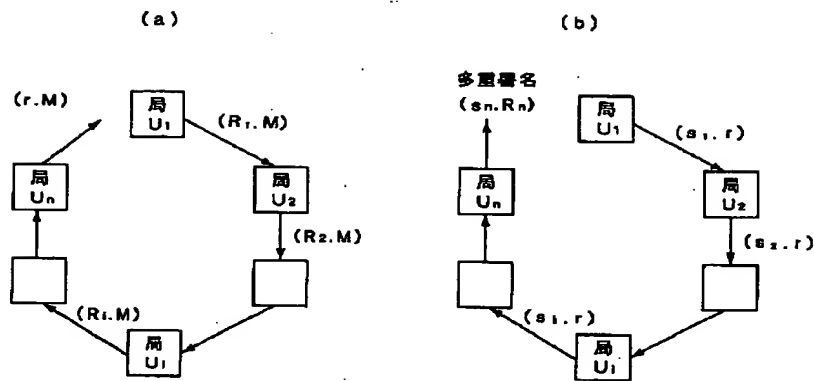 (a)
(r.M)
局
U1
(R1.M)
局
Un
局
U2
(R2.M)
(Ri.M)
局
Ui
(b)
多重署名
(sn.Rn)
局
U1
(s1.r)
局
Un
局
U2
(s2.r)
(si.r)
局
Ui